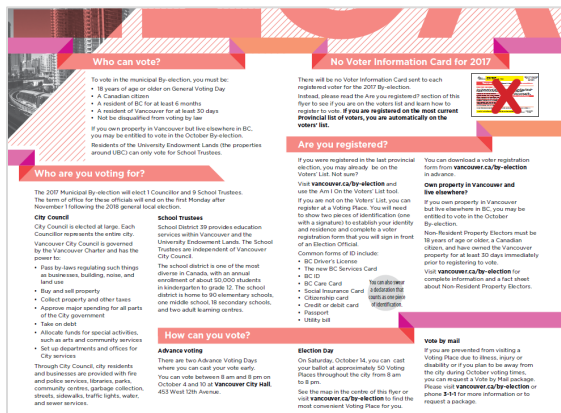 Who can vote?
To vote in the municipal By-election, you must be:
• 18 years of age or older on General Voting Day
• A Canadian citizen
• A resident of BC for at least 6 months
• A resident of Vancouver for at least 30 days
• Not be disqualified from voting by law
If you own property in Vancouver but live elsewhere in BC,
you may be entitled to vote in the October By-election.
Residents of the University Endowment Lands (the properties
around UBC) can only vote for School Trustees.
No Voter Information Card for 2017
There will be no Voter Information Card sent to each
registered voter for the 2017 By-election.
Instead, please read the Are you registered? section of this
flyer to see if you are on the voters list and learn how to
register to vote. If you are registered on the most current
Provincial list of voters, you are automatically on the
voters' list.
Who are you voting for?
The 2017 Municipal By-election will elect 1 Councillor and 9 School Trustees.
The term of office for these officials will end on the first Monday after
November 1 following the 2018 general local election.
City Council
City Council is elected at large. Each
Councillor represents the entire city.
Vancouver City Council is governed
by the Vancouver Charter and has the
power to:
• Pass by-laws regulating such things
as businesses, building, noise, and
land use
• Buy and sell property
• Collect property and other taxes
• Approve major spending for all parts
of the City government
• Take on debt
• Allocate funds for special activities,
such as arts and community services
• Set up departments and offices for
City services
Through City Council, city residents
and businesses are provided with fire
and police services, libraries, parks,
community centres, garbage collection,
streets, sidewalks, traffic lights, water,
and sewer services.
School Trustees
School District 39 provides education
services within Vancouver and the
University Endowment Lands. The School
Trustees are independent of Vancouver
City Council.
The school district is one of the most
diverse in Canada, with an annual
enrollment of about 50,000 students
in kindergarten to grade 12. The school
district is home to 90 elementary schools,
one middle school, 18 secondary schools,
and two adult learning centres.
Are you registered?
If you were registered in the last provincial
election, you may already be on the
Voters' List. Not sure?
Visit vancouver.ca/by-election and
use the Am I On the Voters' List tool.
If you are not on the Voters' List, you can
register at a Voting Place. You will need
to show two pieces of identification (one
with a signature) to establish your identity
and residence and complete a voter
registration form that you will sign in front
of an Election Official.
Common forms of ID include:
• BC Driver's License
• The new BC Services Card
• BC ID
• BC Care Card
• Social Insurance Card
• Citizenship card
• Credit or debit card
• Passport
• Utility bill
You can also swear
a declaration that
counts as one piece
of identification.
You can download a voter registration
form from vancouver.ca/by-election
in advance.
Own property in Vancouver and
live elsewhere?
If you own property in Vancouver
but live elsewhere in BC, you may be
entitled to vote in the October
By-election.
Non-Resident Property Electors must be
18 years of age or older, a Canadian
citizen, and have owned the Vancouver
property for at least 30 days immediately
prior to registering to vote.
Visit vancouver.ca/by-election for
complete information and a fact sheet
about Non-Resident Property Electors.
How can you vote?
Advance voting
There are two Advance Voting Days
where you can cast your vote early.
You can vote between 8 am and 8 pm on
October 4 and 10 at Vancouver City Hall,
453 West 12th Avenue.
Election Day
On Saturday, October 14, you can cast
your ballot at approximately 50 Voting
Places throughout the city from 8 am
to 8 pm.
See the map in the centre of this flyer or
visit vancouver.ca/by-election to find the
most convenient Voting Place for you.
Vote by mail
If you are prevented from visiting a
Voting Place due to illness, injury or
disability or if you plan to be away from
the city during October voting times,
you can request a Vote by Mail package.
Please visit vancouver.ca/by-election or
phone 3-1-1 for more information or to
request a package.